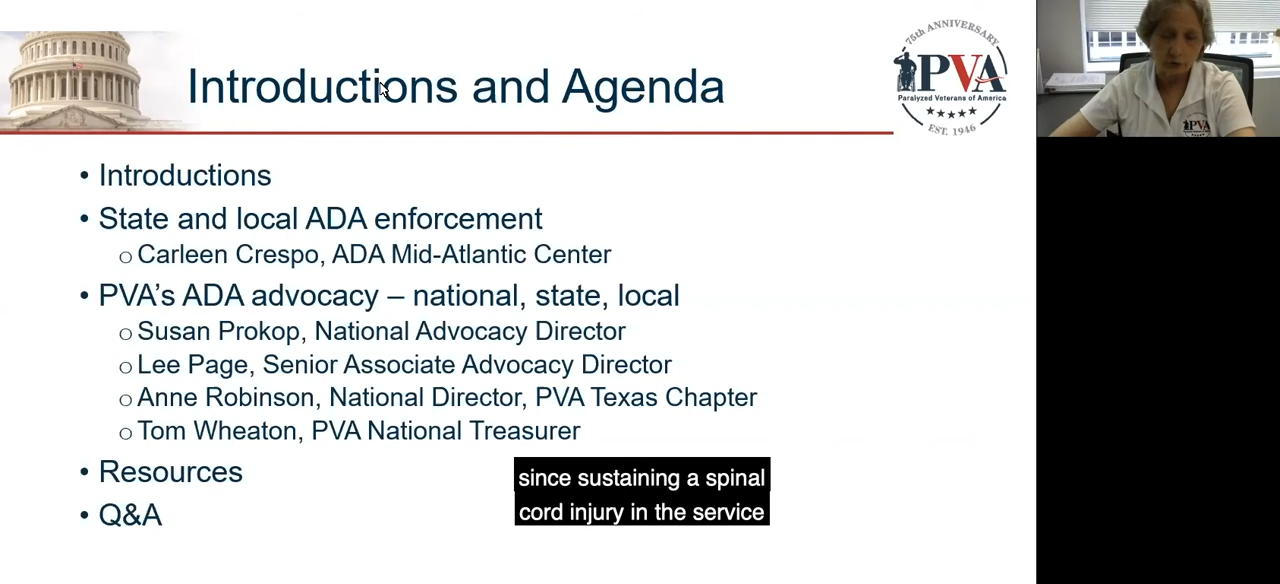 Introductions and Agenda
75th ANNIVERSARY
PVA
Paralyzed Veterans of America
EST. 1946
• Introductions
• State and local ADA enforcement
○ Carleen Crespo, ADA Mid-Atlantic Center
• PVA’s ADA advocacy – national, state, local
○ Susan Prokop, National Advocacy Director
○ Lee Page, Senior Associate Advocacy Director
○ Anne Robinson, National Director, PVA Texas Chapter
○ Tom Wheaton, PVA National Treasurer
• Resources
• Q&A
since sustaining a spinal
cord injury in the service
PVA